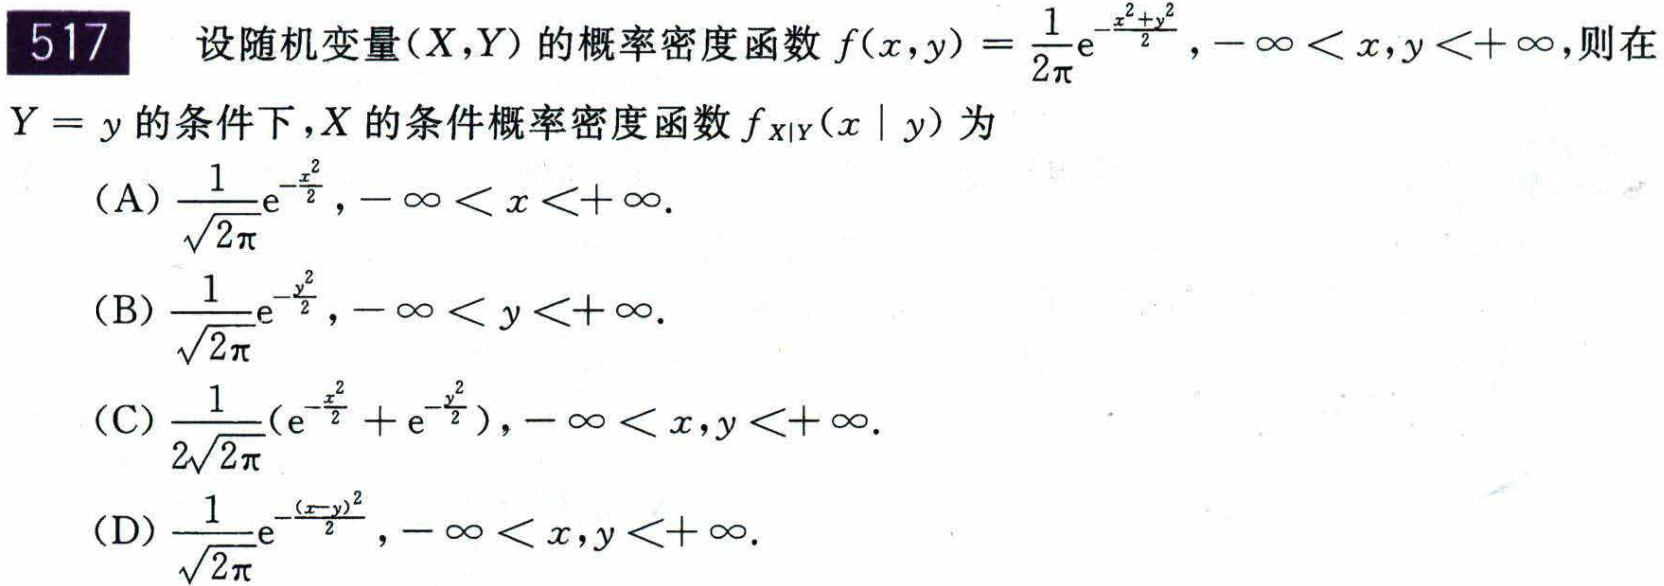 517 设随机变量(X,Y) 的概率密度函数 $f(x,y) = \frac{1}{2\pi}e^{-\frac{x^2+y^2}{2}}, -\infty < x,y < +\infty$,则在
Y = y 的条件下,X 的条件概率密度函数 $f_{X|Y}(x \mid y)$ 为
(A) $\frac{1}{\sqrt{2\pi}}e^{-\frac{x^2}{2}}, -\infty < x < +\infty$.
(B) $\frac{1}{\sqrt{2\pi}}e^{-\frac{y^2}{2}}, -\infty < y < +\infty$.
(C) $\frac{1}{2\sqrt{2\pi}}(e^{-\frac{x^2}{2}} + e^{-\frac{y^2}{2}}), -\infty < x,y < +\infty$.
(D) $\frac{1}{\sqrt{2\pi}}e^{-\frac{(x-y)^2}{2}}, -\infty < x,y < +\infty$.